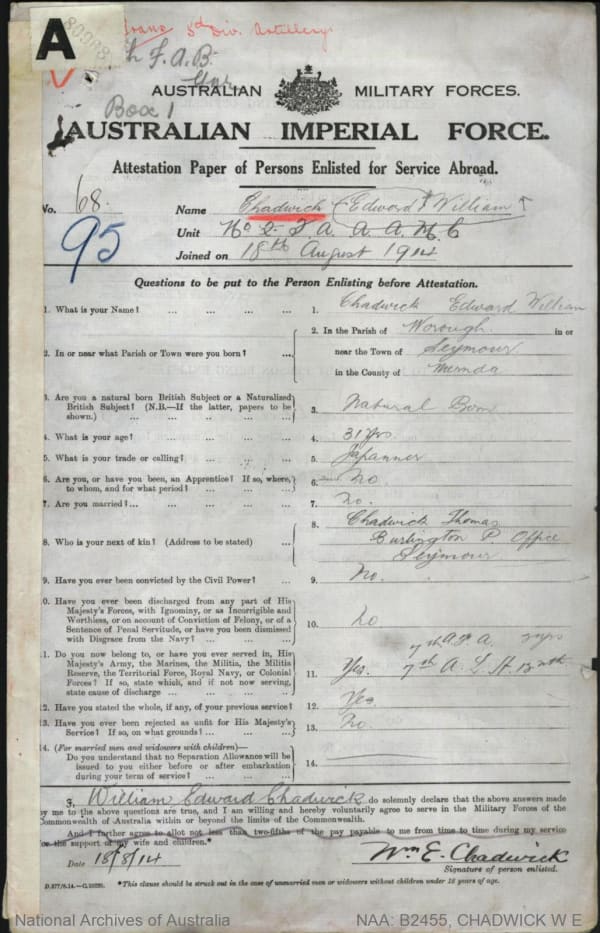 A
5d Div. Artillery
F. A. B.
Box 1
AUSTRALIAN MILITARY FORCES.
AUSTRALIAN IMPERIAL FORCE.
Attestation Paper of Persons Enlisted for Service Abroad.
No. 68.
95
Name Chadwick Edward William
Unit No 2 F A. A. A. M. C
Joined on 18th August 1914
Questions to be put to the Person Enlisting before Attestation.
1. What is your Name? ... ... ... ... 1. Chadwick Edward William
2. In or near what Parish or Town were you born? ... 2. In the Parish of Worough in or
near the Town of Seymour
in the County of Mernda
3. Are you a natural born British Subject or a Naturalized
British Subject? (N.B.—If the latter, papers to be
shown.) ... ... ... ... 3. Natural Born
4. What is your age? ... ... ... ... 4. 31 yrs.
5. What is your trade or calling? ... ... ... 5. Japanner
6. Are you, or have you been, an Apprentice? If so, where,
to whom, and for what period? ... ... ... 6. No
7. Are you married? ... ... ... ... 7. No.
8. Who is your next of kin? (Address to be stated) ... 8. Chadwick Thomas
Burlington P. Office
Seymour
9. Have you ever been convicted by the Civil Power? ... 9. No.
0. Have you ever been discharged from any part of His
Majesty's Forces, with Ignominy, or as Incorrigible and
Worthless, or on account of Conviction of Felony, or of a
Sentence of Penal Servitude, or have you been dismissed
with Disgrace from the Navy? ... ... ... 10. No
1. Do you now belong to, or have you ever served in, His
Majesty's Army, the Marines, the Militia, the Militia
Reserve, the Territorial Force, Royal Navy, or Colonial
Forces? If so, state which, and if not now serving,
state cause of discharge ... ... ... ... 11. Yes. 7th A. F. A.
7th A. L. H.
2. Have you stated the whole, if any, of your previous service? 12. Yes.
3. Have you ever been rejected as unfit for His Majesty's
Service? If so, on what grounds? ... ... ... 13. No.
14. (For married men and widowers with children)—
Do you understand that no Separation Allowance will be
issued to you either before or after embarkation
during your term of service? ... ... ... 14.
William Edward Chadwick do solemnly declare that the above answers made
by me to the above questions are true, and I am willing and hereby voluntarily agree to serve in the Military Forces of the
Commonwealth of Australia within or beyond the limits of the Commonwealth.
And I further agree to allot not less than two-fifths of the pay payable to me from time to time during my service
for the support of my wife and children.*
Date 18/8/14
Wm E. Chadwick
Signature of person enlisted.
D.377/8.14.—C.10238.
*This clause should be struck out in the case of unmarried men or widowers without children under 16 years of age.
National Archives of Australia
NAA: B2455, CHADWICK W E